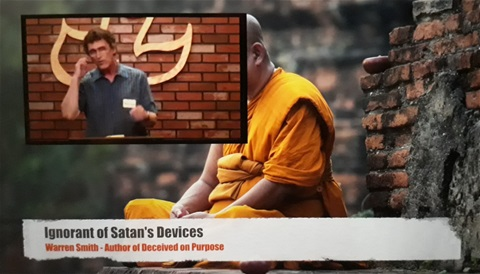 Ignorant of Satan's Devices
Warren Smith - Author of Deceived on Purpose